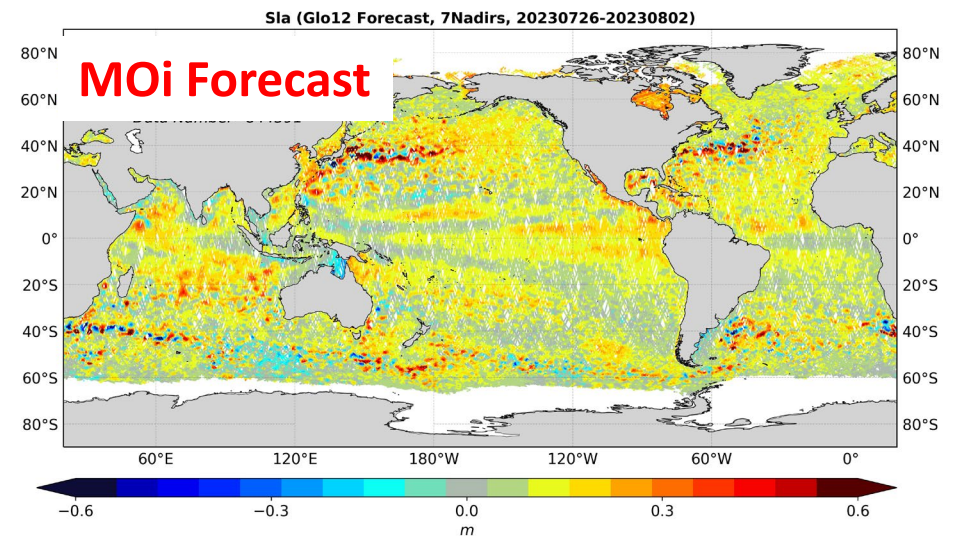 Sla (Glo12 Forecast, 7Nadirs, 20230726-20230802)
MOi Forecast
80°N 80°N
60°N 60°N
40°N 40°N
20°N 20°N
0° 0°
20°S 20°S
40°S 40°S
60°S 60°S
80°S 80°S
60°E 120°E 180°W 120°W 60°W 0°
−0.6 −0.3 0.0 0.3 0.6
m